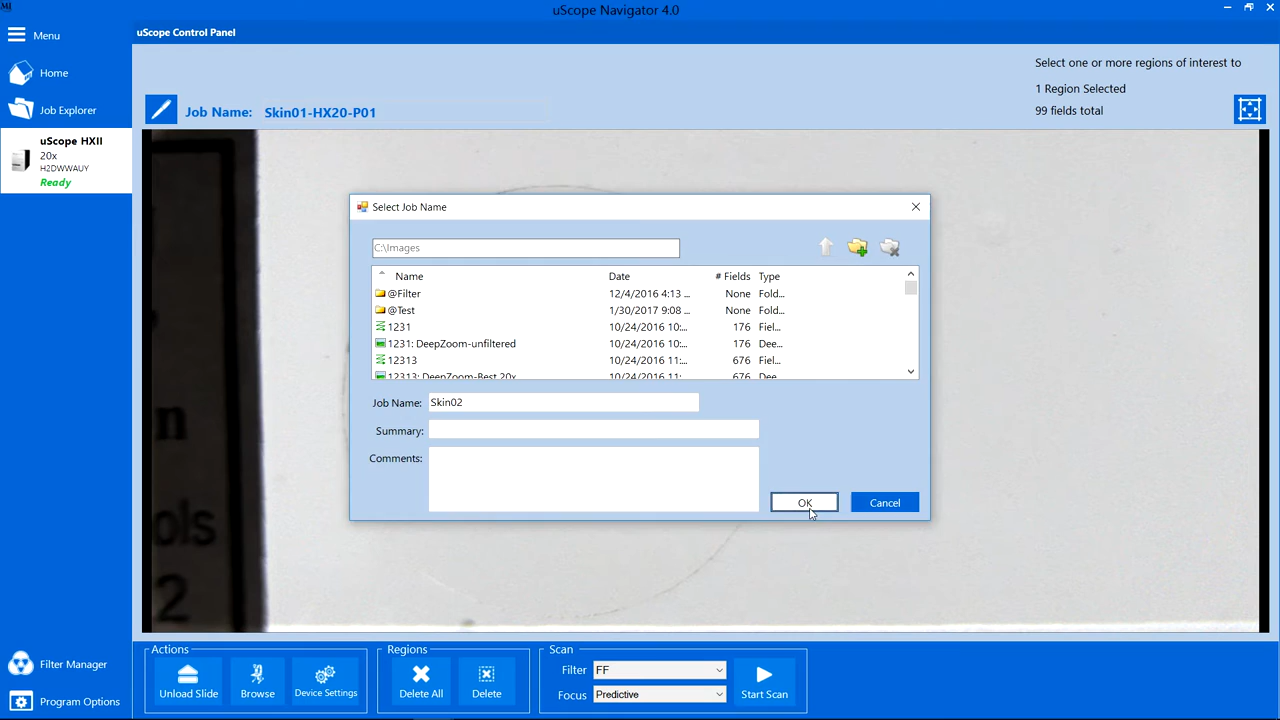 uScope Navigator 4.0
Menu
uScope Control Panel
Home
Select one or more regions of interest to
1 Region Selected
99 fields total
Job Explorer
Job Name: Skin01-HX20-P01
uScope HXII
20x
H2DWWAUY
Ready
Select Job Name
C:\Images
Name Date # Fields Type
@Filter 12/4/2016 4:13 ... None Fold...
@Test 1/30/2017 9:08 ... None Fold...
1231 10/24/2016 10:... 176 Fiel...
1231: DeepZoom-unfiltered 10/24/2016 10:... 176 Dee...
12313 10/24/2016 11:... 676 Fiel...
12313: DeepZoom-Best 20x 10/24/2016 11:... 676 Dee...
Job Name: Skin02
Summary:
Comments:
OK Cancel
n
ols
2
Filter Manager
Program Options
Actions
Unload Slide
Browse
Device Settings
Regions
Delete All
Delete
Scan
Filter FF
Focus Predictive
Start Scan